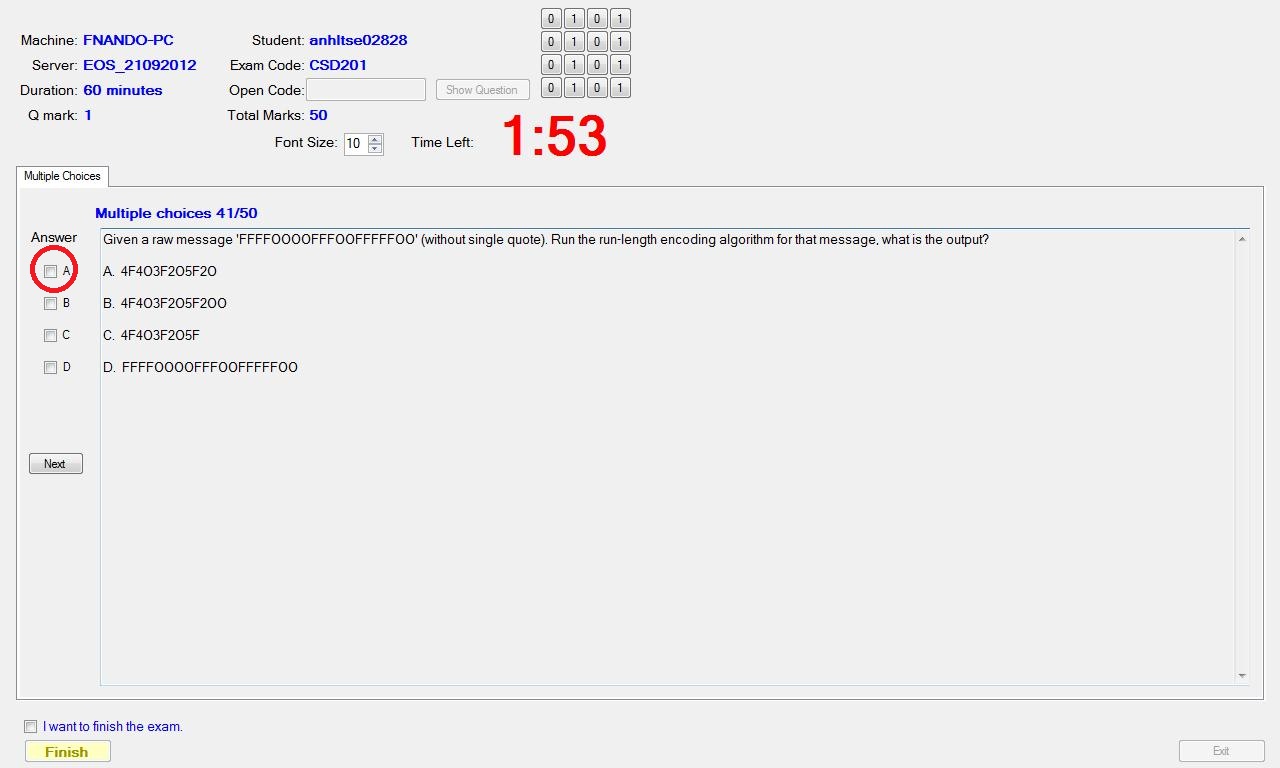 0 1 0 1
Machine: FNANDO-PC Student: anhltse02828 0 1 0 1
Server: EOS_21092012 Exam Code: CSD201 0 1 0 1
Duration: 60 minutes Open Code: Show Question 0 1 0 1
Q mark: 1 Total Marks: 50
Font Size: 10 Time Left: 1:53
Multiple Choices
Multiple choices 41/50
Answer Given a raw message 'FFFFOOOOFFFOOFFFFFOO' (without single quote). Run the run-length encoding algorithm for that message, what is the output?
A A. 4F4O3F2O5F2O
B B. 4F4O3F2O5F2OO
C C. 4F4O3F2O5F
D D. FFFFOOOOFFFOOFFFFFOO
Next
I want to finish the exam.
Finish Exit